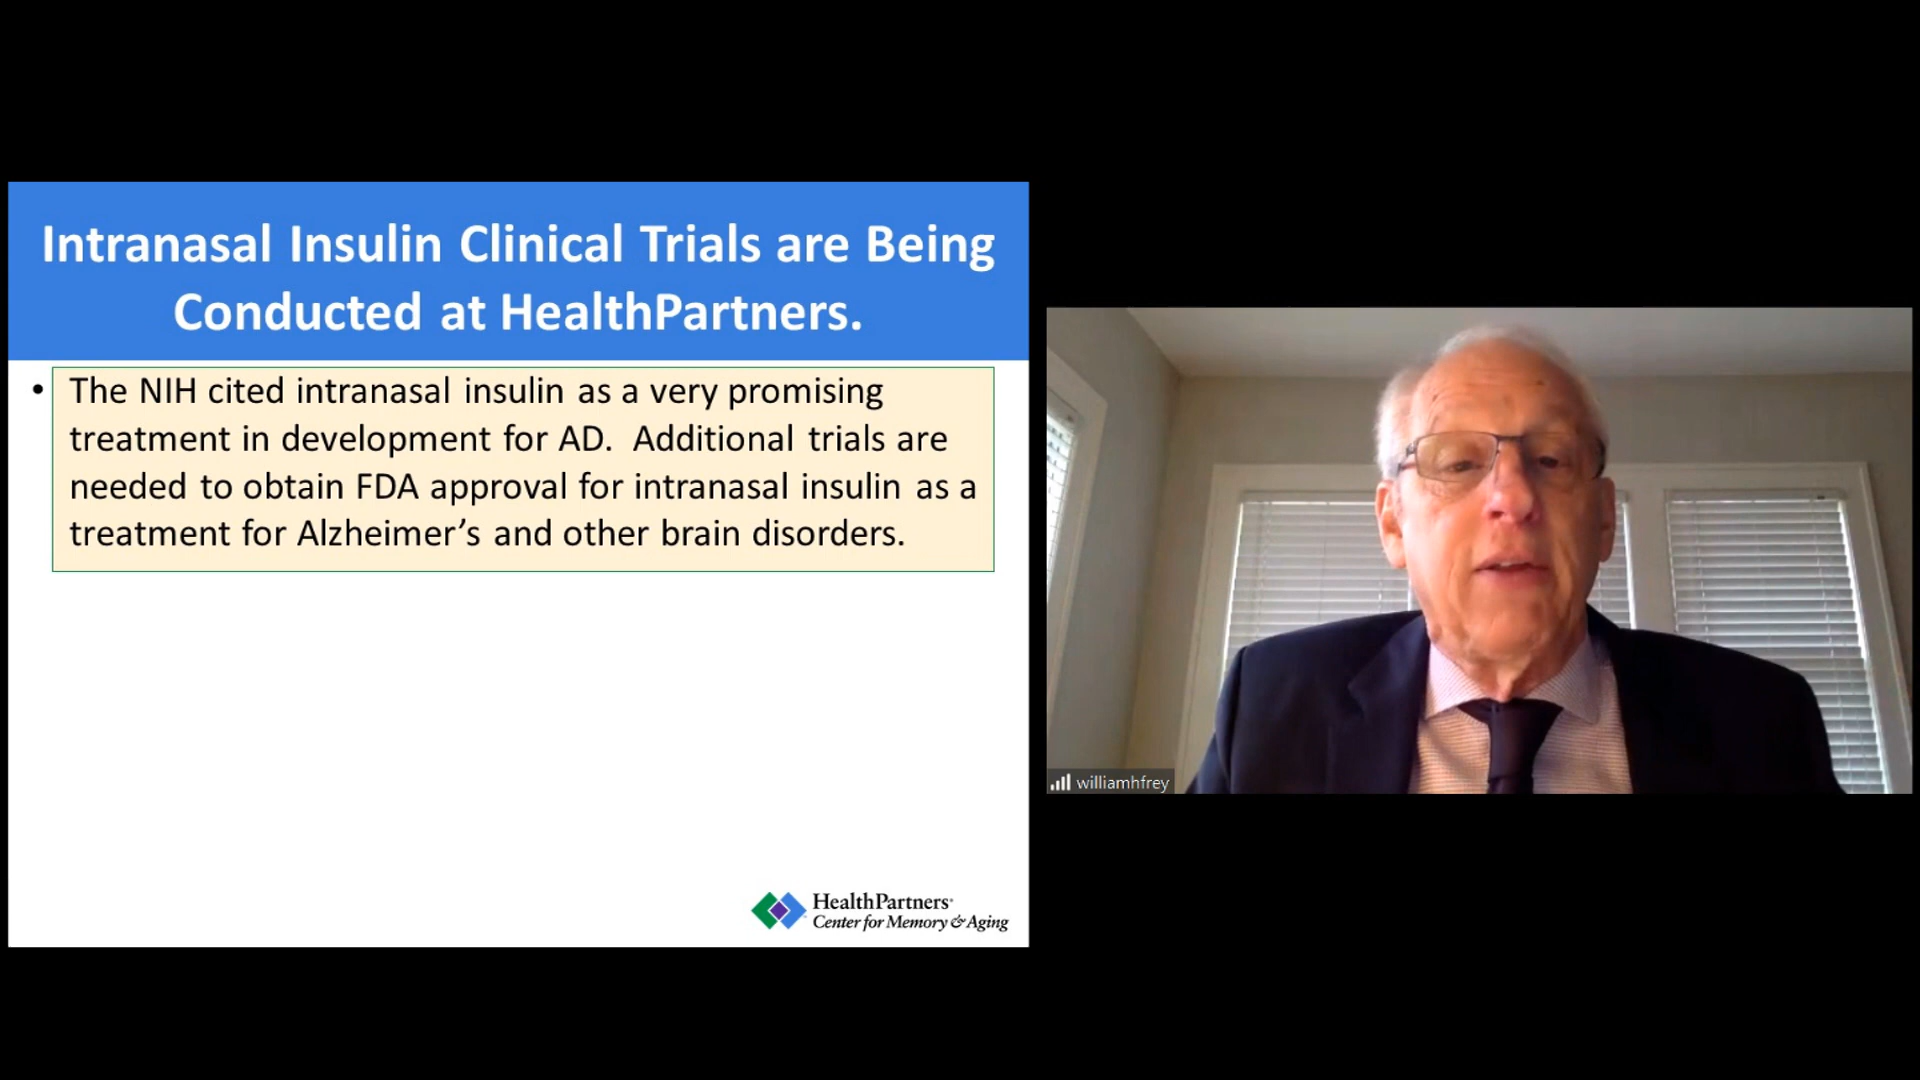 Intranasal Insulin Clinical Trials are Being
Conducted at HealthPartners.
• The NIH cited intranasal insulin as a very promising
treatment in development for AD.  Additional trials are
needed to obtain FDA approval for intranasal insulin as a
treatment for Alzheimer’s and other brain disorders.
HealthPartners®
Center for Memory & Aging
williamhfrey